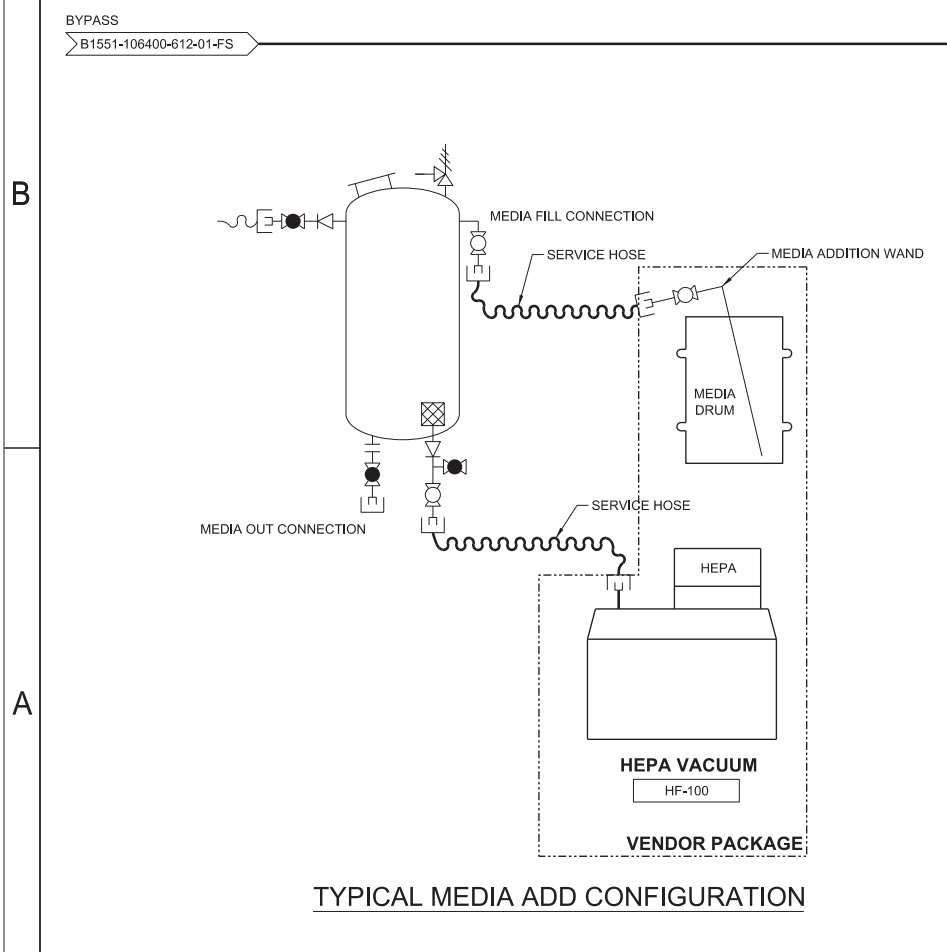 BYPASS
B1551-106400-612-01-FS
B
MEDIA FILL CONNECTION
SERVICE HOSE
MEDIA ADDITION WAND
MEDIA
DRUM
SERVICE HOSE
MEDIA OUT CONNECTION
HEPA
A
HEPA VACUUM
HF-100
VENDOR PACKAGE
TYPICAL MEDIA ADD CONFIGURATION